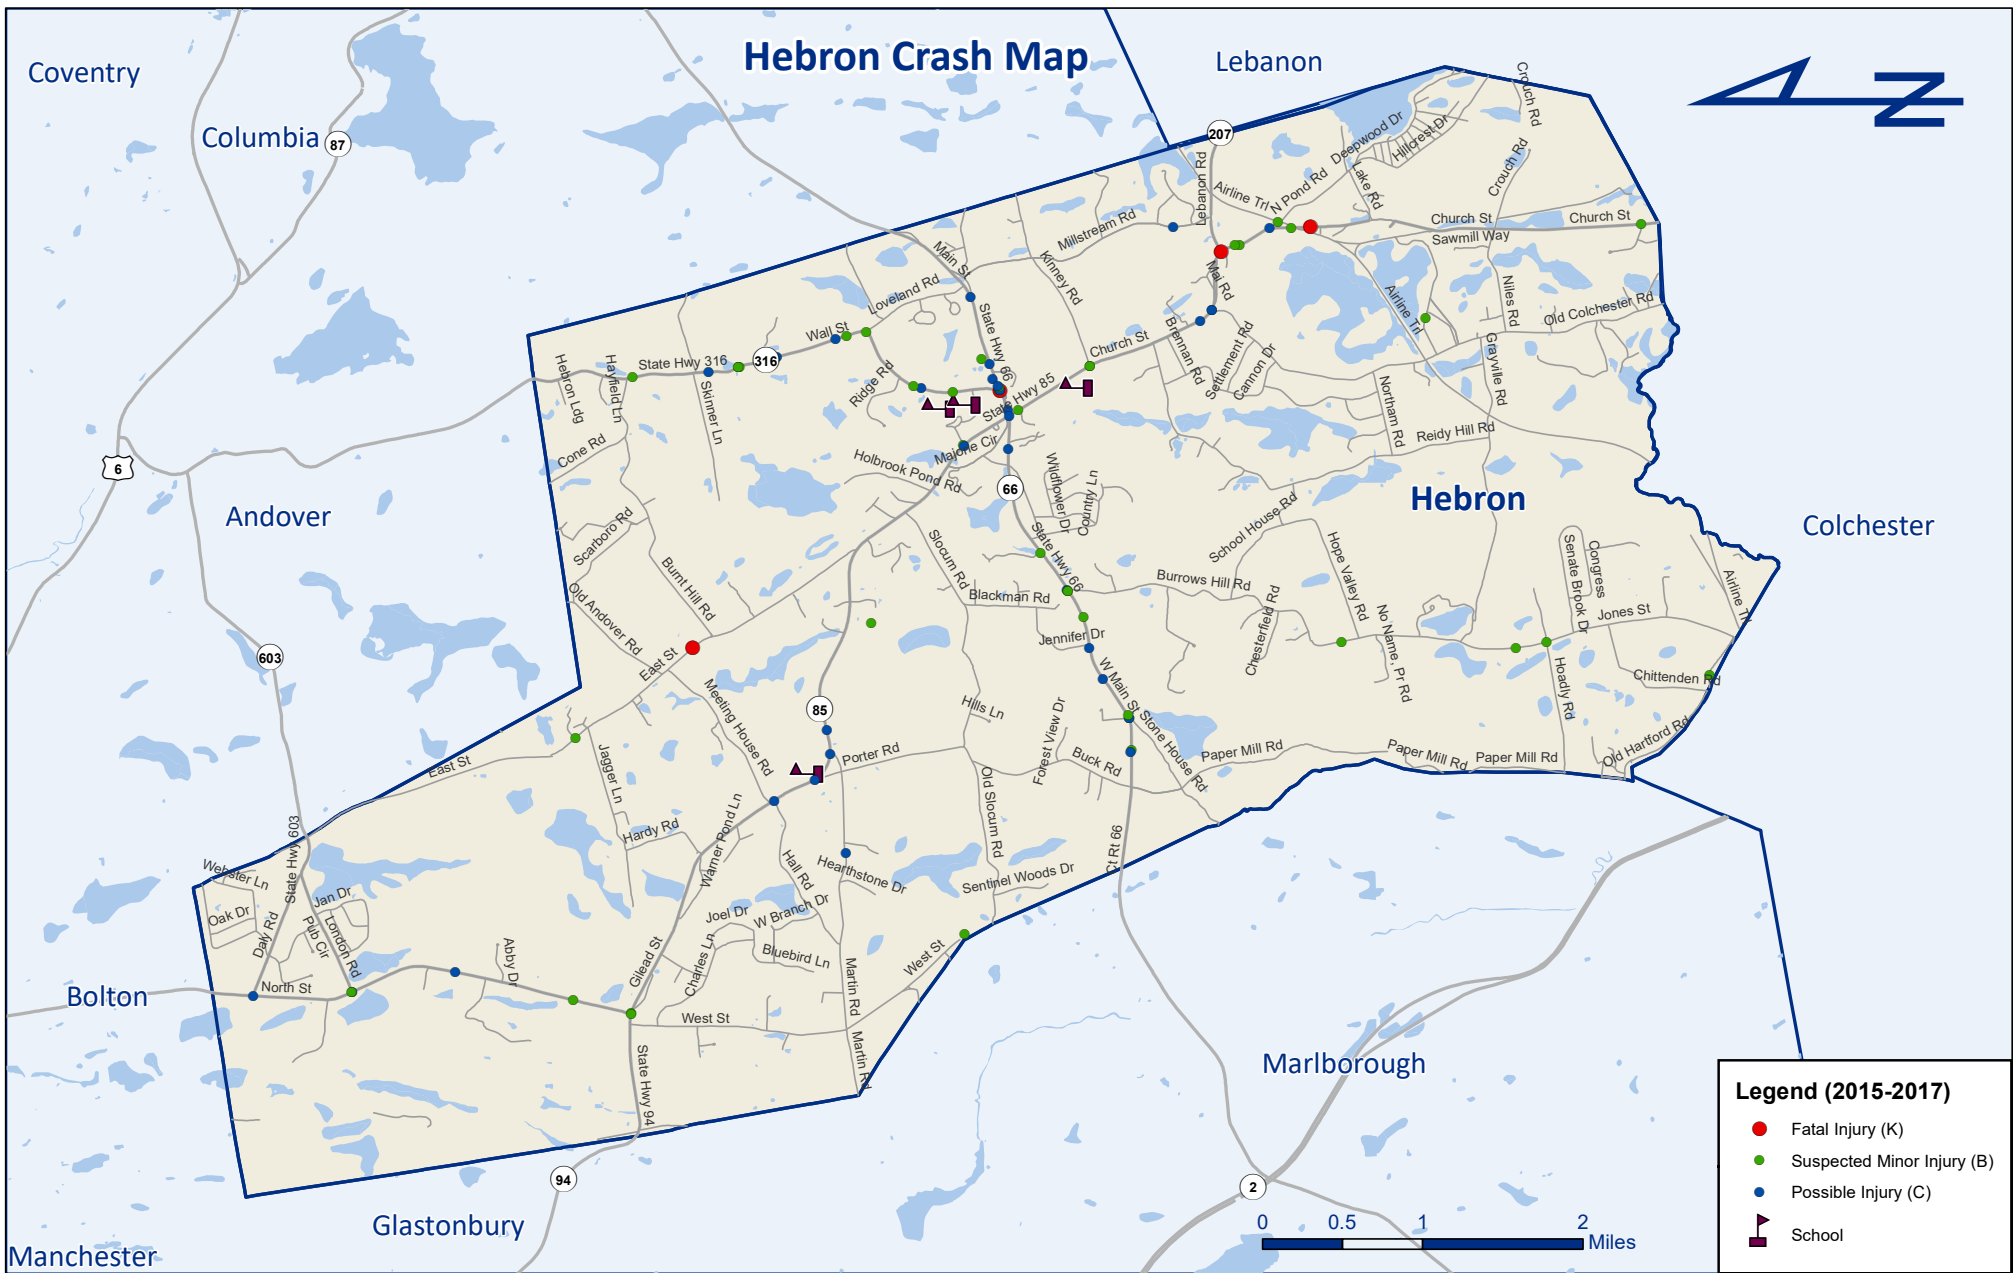 Hebron Crash Map
Coventry
Lebanon
Columbia
87
207
Crouch Rd
Deepwood Dr
Hillcrest Dr
Crouch Rd
Lake Rd
Lebanon Rd
Airline Trl
N Pond Rd
Church St
Church St
Sawmill Way
Millstream Rd
Main St
Kinney Rd
Mai Rd
Niles Rd
Old Colchester Rd
Airline Trl
Loveland Rd
State Hwy 66
Wall St
316
State Hwy 316
Hebron Ldg
Hayfield Ln
Skinner Ln
Ridge Rd
Church St
Brennan Rd
Settlement Rd
Cannon Dr
Grayville Rd
State Hwy 85
Northam Rd
Reidy Hill Rd
Cone Rd
Marjorie Cir
Holbrook Pond Rd
6
66
Wildflower Dr
Country Ln
Hebron
Andover
Colchester
Scarboro Rd
Burnt Hill Rd
Slocum Rd
State Hwy 66
School House Rd
Hope Valley Rd
Senate Brook Dr
Congress
Airline Trl
Old Andover Rd
Blackman Rd
Burrows Hill Rd
Chesterfield Rd
No Name, Pr Rd
Jones St
603
East St
Jennifer Dr
Meeting House Rd
W Main St
Hoadly Rd
Chittenden Rd
85
Hills Ln
Forest View Dr
Stone House Rd
Old Hartford Rd
Jagger Ln
Porter Rd
Buck Rd
Paper Mill Rd
Paper Mill Rd
Paper Mill Rd
East St
Old Slocum Rd
Hardy Rd
Warner Pond Ln
Ct Rt 66
State Hwy 603
Webster Ln
Hall Rd
Hearthstone Dr
Sentinel Woods Dr
Jan Dr
Oak Dr
Daly Rd
Pub Cir
London Rd
Joel Dr
W Branch Dr
Abby Dr
Gilead St
Charles Ln
Bluebird Ln
West St
Martin Rd
Bolton
North St
West St
State Hwy 94
Martin Rd
Marlborough
94
2
Glastonbury
Manchester
0
0.5
1
2
Miles
Legend (2015-2017)
Fatal Injury (K)
Suspected Minor Injury (B)
Possible Injury (C)
School
N